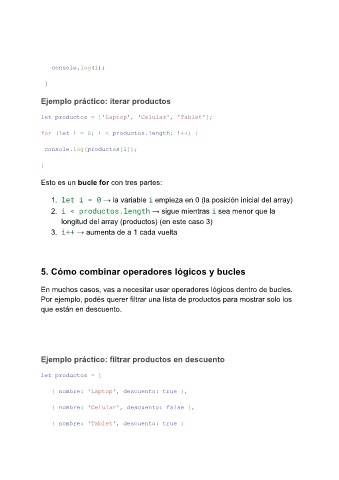 console.log(i);
}
Ejemplo práctico: iterar productos
let productos = ['Laptop', 'Celular', 'Tablet'];
for (let i = 0; i < productos.length; i++) {
console.log(productos[i]);
}
Esto es un bucle for con tres partes:
1. let i = 0 → la variable i empieza en 0 (la posición inicial del array)
2. i < productos.length → sigue mientras i sea menor que la
longitud del array (productos) (en este caso 3)
3. i++ → aumenta de a 1 cada vuelta
5. Cómo combinar operadores lógicos y bucles
En muchos casos, vas a necesitar usar operadores lógicos dentro de bucles.
Por ejemplo, podés querer filtrar una lista de productos para mostrar solo los
que están en descuento.
Ejemplo práctico: filtrar productos en descuento
let productos = [
{ nombre: 'Laptop', descuento: true },
{ nombre: 'Celular', descuento: false },
{ nombre: 'Tablet', descuento: true }